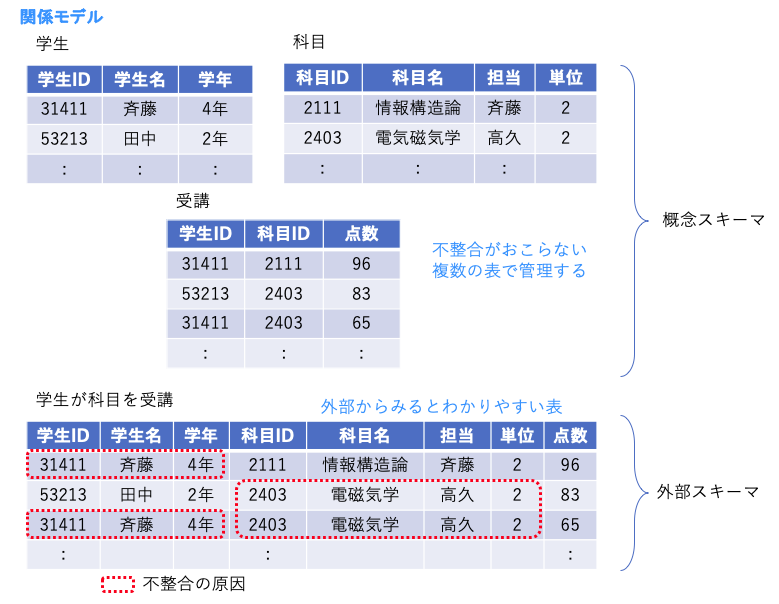 関係モデル
学生
学生ID 学生名 学年
31411 斉藤 4年
53213 田中 2年
: : :
科目
科目ID 科目名 担当 単位
2111 情報構造論 斉藤 2
2403 電気磁気学 高久 2
: : :
受講
学生ID 科目ID 点数
31411 2111 96
53213 2403 83
31411 2403 65
: : :
不整合がおこらない
複数の表で管理する
概念スキーマ
学生が科目を受講
外部からみるとわかりやすい表
学生ID 学生名 学年 科目ID 科目名 担当 単位 点数
31411 斉藤 4年 2111 情報構造論 斉藤 2 96
53213 田中 2年 2403 電磁気学 高久 2 83
31411 斉藤 4年 2403 電磁気学 高久 2 65
: : :
外部スキーマ
不整合の原因